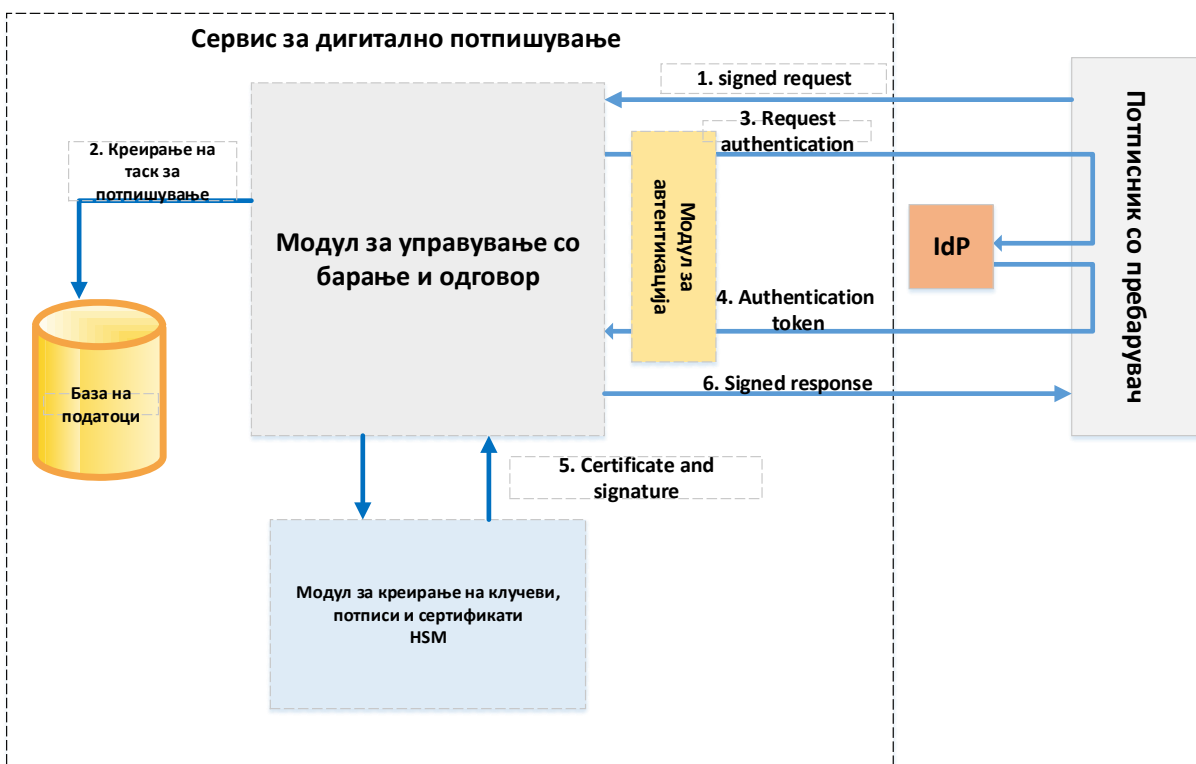 Сервис за дигитално потпишување
1. signed request
3. Request
authentication
2. Креирање на
таск за
потпишување
Модул за управување со
барање и одговор
Модул за
автентикација
IdP
Потписник со пребарувач
4. Authentication
token
6. Signed response
База на
податоци
5. Certificate and
signature
Модул за креирање на клучеви,
потписи и сертификати
HSM